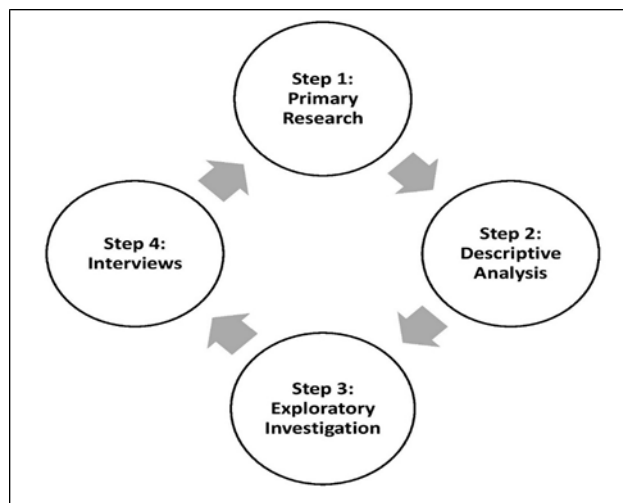 Step 1:
Primary
Research
Step 2:
Descriptive
Analysis
Step 3:
Exploratory
Investigation
Step 4:
Interviews